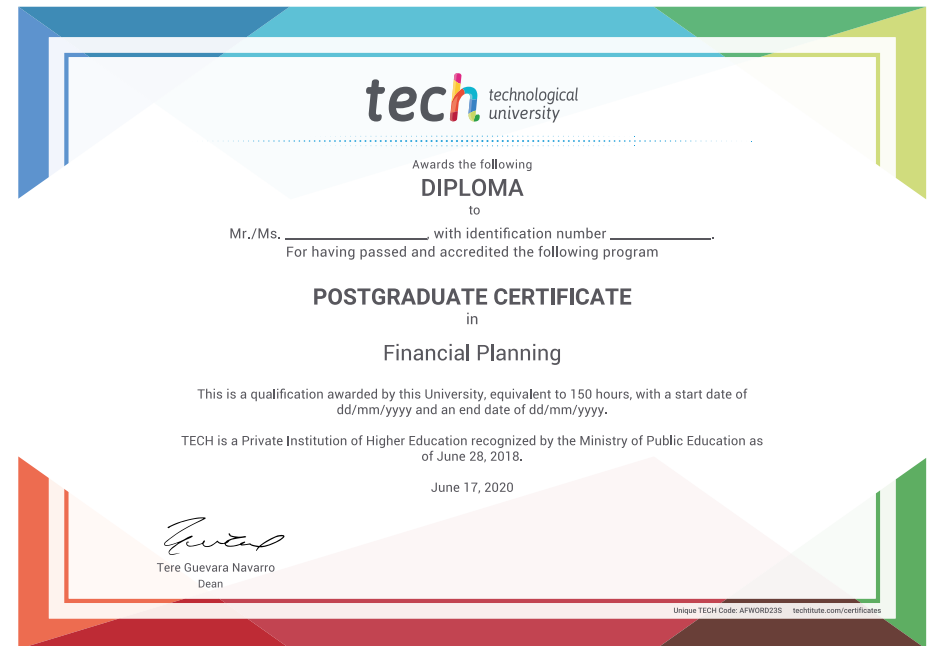 tech technological
university
Awards the following
DIPLOMA
to
Mr./Ms. ____________________, with identification number ______________.
For having passed and accredited the following program
POSTGRADUATE CERTIFICATE
in
Financial Planning
This is a qualification awarded by this University, equivalent to 150 hours, with a start date of
dd/mm/yyyy and an end date of dd/mm/yyyy.
TECH is a Private Institution of Higher Education recognized by the Ministry of Public Education as
of June 28, 2018.
June 17, 2020
Tere Guevara Navarro
Dean
Unique TECH Code: AFWORD23S techtitute.com/certificates